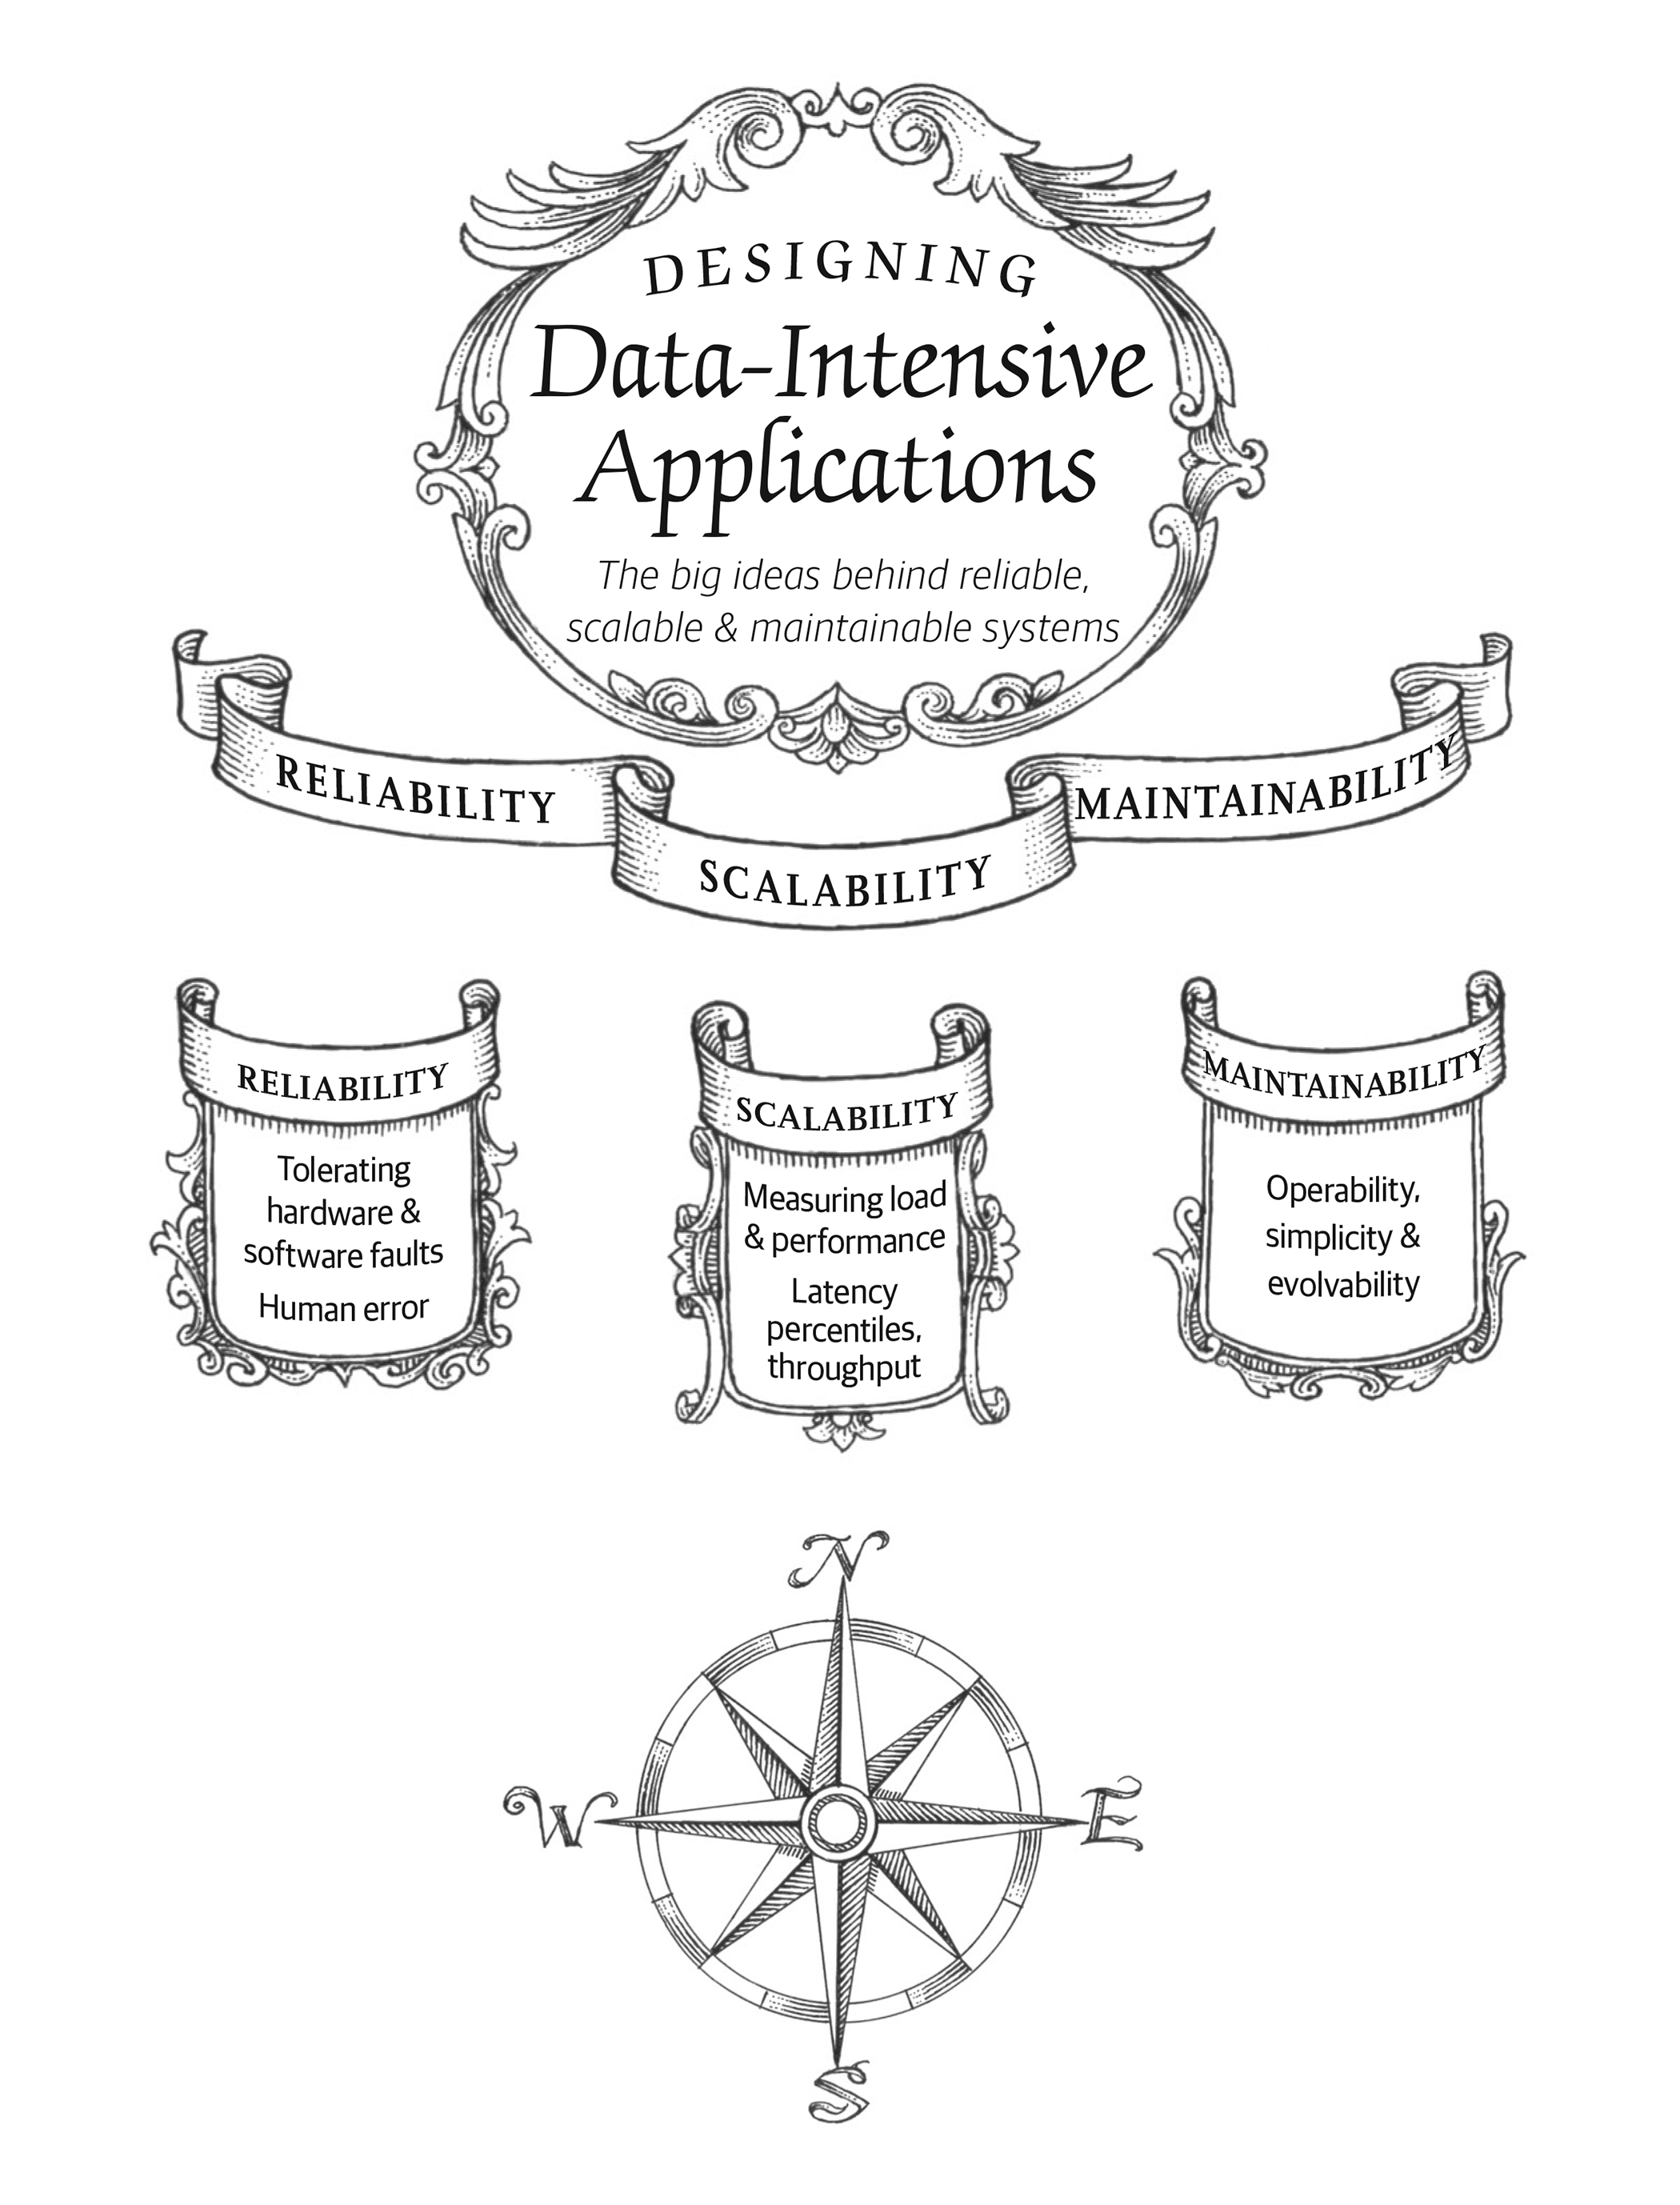 DESIGNING
Data-Intensive
Applications
The big ideas behind reliable,
scalable & maintainable systems
RELIABILITY
SCALABILITY
MAINTAINABILITY
RELIABILITY
Tolerating
hardware &
software faults
Human error
SCALABILITY
Measuring load
& performance
Latency
percentiles,
throughput
MAINTAINABILITY
Operability,
simplicity &
evolvability
N
W
E
S